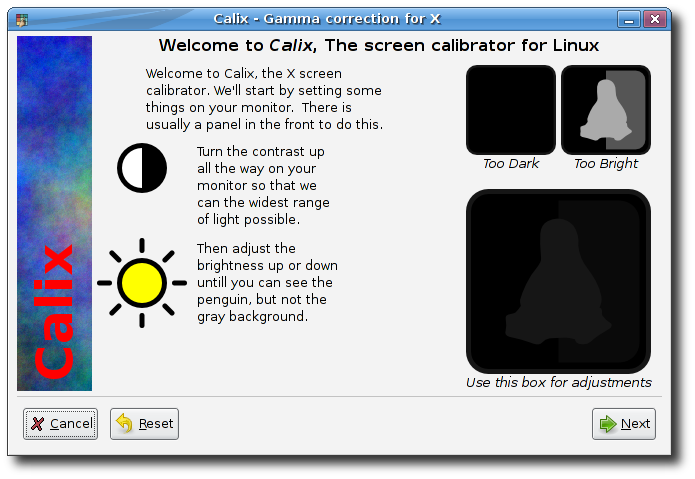 Calix - Gamma correction for X
Welcome to Calix, The screen calibrator for Linux
Welcome to Calix, the X screen
calibrator. We'll start by setting some
things on your monitor.  There is
usually a panel in the front to do this.
Turn the contrast up
all the way on your
monitor so that we
can the widest range
of light possible.
Then adjust the
brightness up or down
untill you can see the
penguin, but not the
gray background.
Too Dark
Too Bright
Use this box for adjustments
Calix
Cancel
Reset
Next